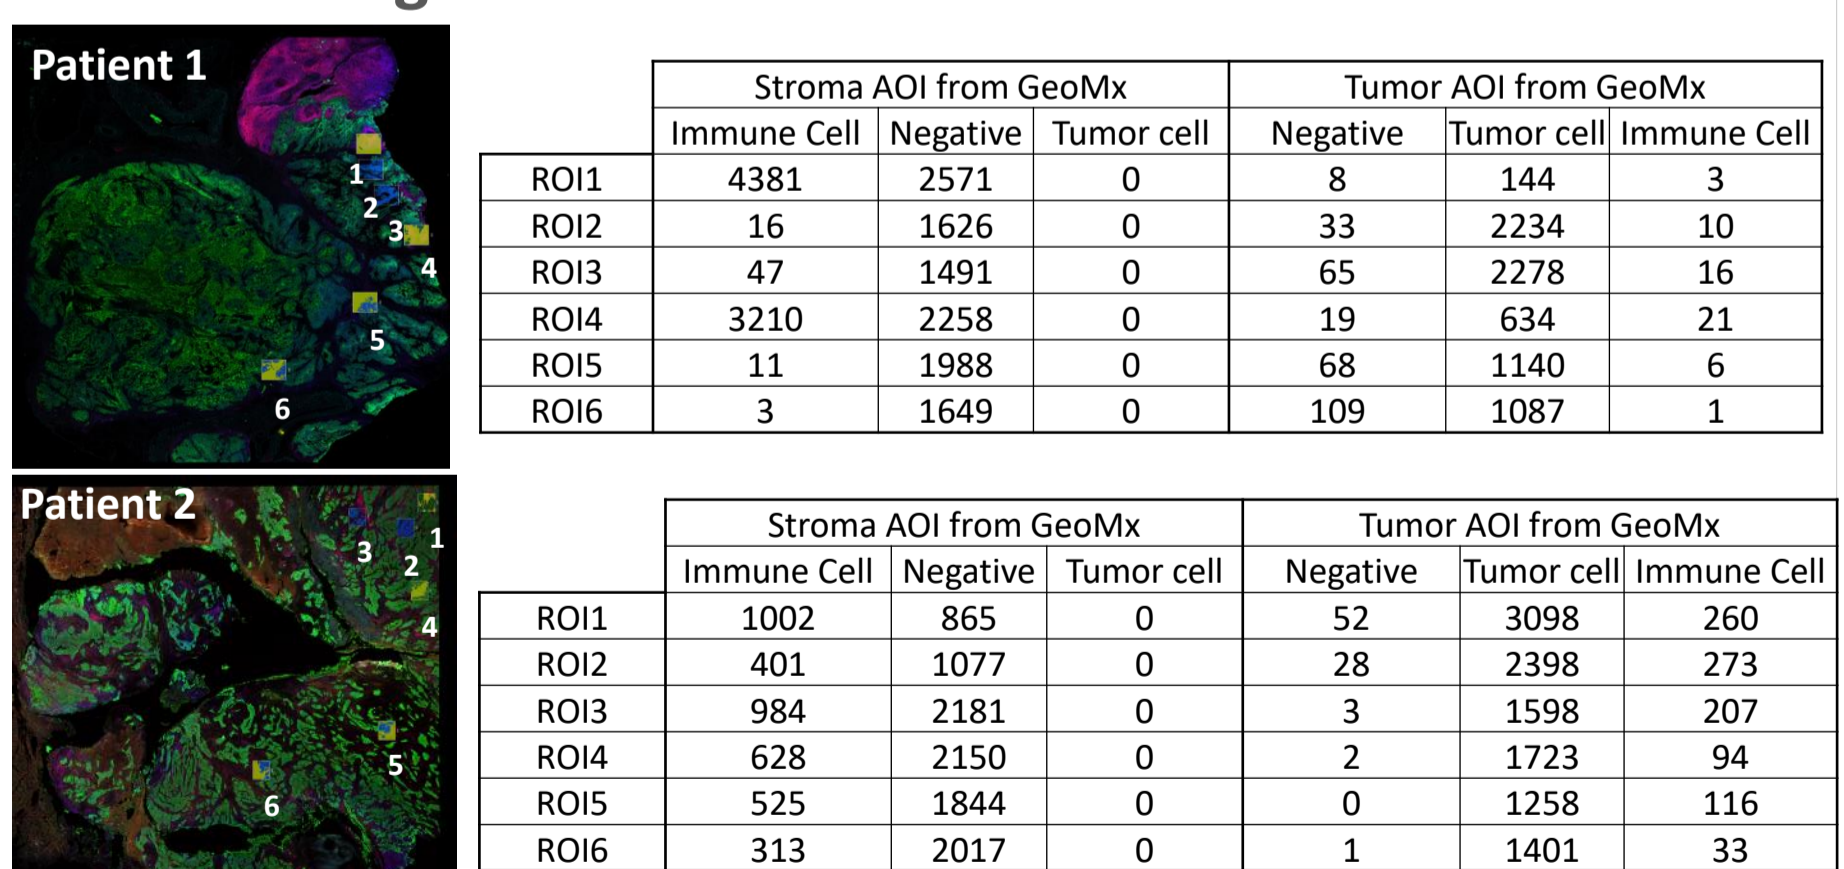 Patient 1
1
2
3
4
5
6
Stroma AOI from GeoMx Tumor AOI from GeoMx
Immune Cell Negative Tumor cell Negative Tumor cell Immune Cell
ROI1 4381 2571 0 8 144 3
ROI2 16 1626 0 33 2234 10
ROI3 47 1491 0 65 2278 16
ROI4 3210 2258 0 19 634 21
ROI5 11 1988 0 68 1140 6
ROI6 3 1649 0 109 1087 1
Patient 2
1
3
2
4
5
6
Stroma AOI from GeoMx Tumor AOI from GeoMx
Immune Cell Negative Tumor cell Negative Tumor cell Immune Cell
ROI1 1002 865 0 52 3098 260
ROI2 401 1077 0 28 2398 273
ROI3 984 2181 0 3 1598 207
ROI4 628 2150 0 2 1723 94
ROI5 525 1844 0 0 1258 116
ROI6 313 2017 0 1 1401 33